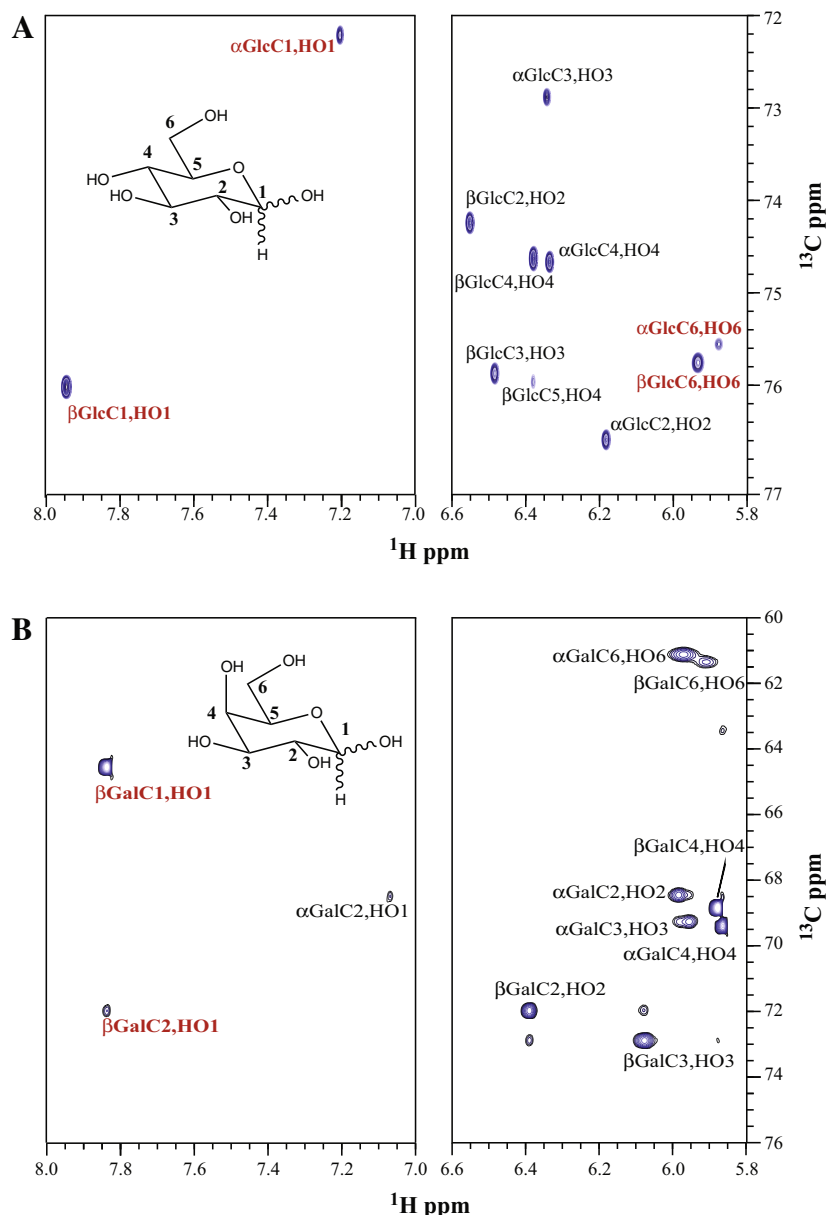 A
αGlcC1,HO1
6
OH
4
5
O
1
HO
HO
3
2
OH
OH
H
βGlcC1,HO1
αGlcC3,HO3
βGlcC2,HO2
αGlcC4,HO4
βGlcC4,HO4
αGlcC6,HO6
βGlcC3,HO3
βGlcC6,HO6
βGlcC5,HO4
αGlcC2,HO2
72
73
74
75
76
77
13C ppm
8.0 7.8 7.6 7.4 7.2 7.0
6.6 6.4 6.2 6.0 5.8
1H ppm
B
OH
OH
6
4
5
O
1
HO
3
2
OH
OH
H
βGalC1,HO1
αGalC2,HO1
βGalC2,HO1
αGalC6,HO6
βGalC6,HO6
βGalC4,HO4
αGalC2,HO2
αGalC3,HO3
αGalC4,HO4
βGalC2,HO2
βGalC3,HO3
60
62
64
66
68
70
72
74
76
13C ppm
8.0 7.8 7.6 7.4 7.2 7.0
6.6 6.4 6.2 6.0 5.8
1H ppm